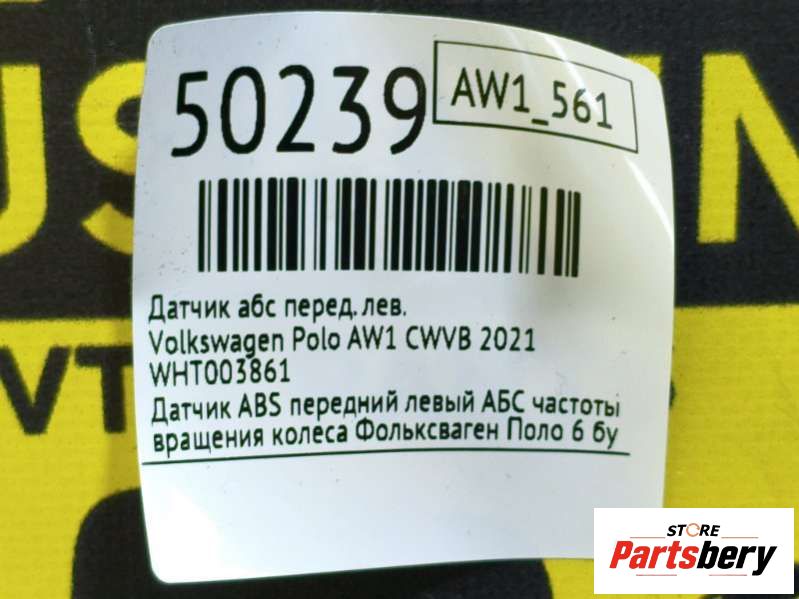 50239
AW1_561
Датчик абс перед. лев.
Volkswagen Polo AW1 CWVB 2021
WHT003861
Датчик ABS передний левый АБС частоты
вращения колеса Фольксваген Поло 6 бу
STORE
Partsbery